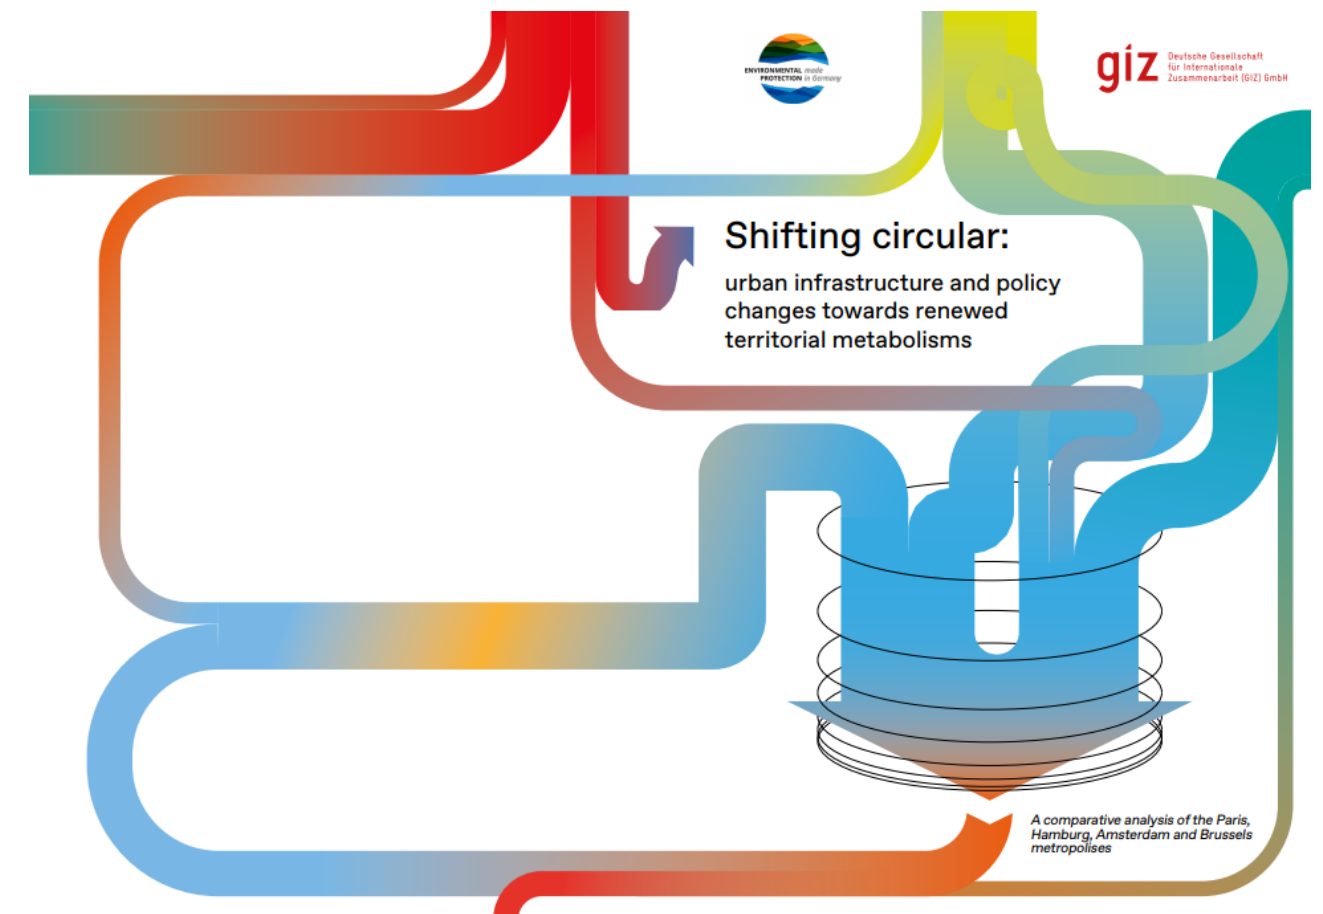 ENVIRONMENTAL made
PROTECTION in Germany
giz
Deutsche Gesellschaft
für Internationale
Zusammenarbeit (GIZ) GmbH
Shifting circular:
urban infrastructure and policy
changes towards renewed
territorial metabolisms
A comparative analysis of the Paris,
Hamburg, Amsterdam and Brussels
metropolises